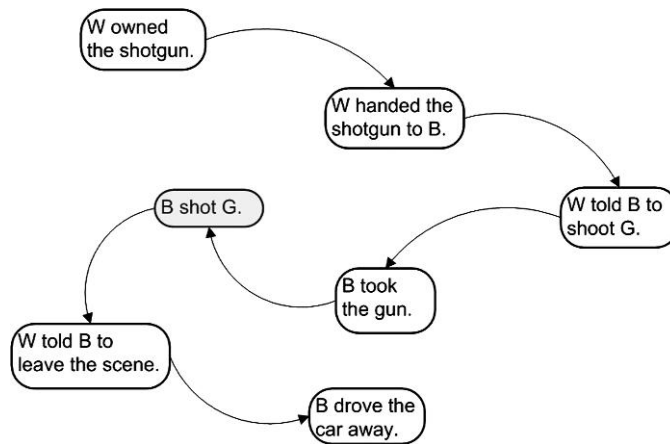 W owned
the shotgun.
W handed the
shotgun to B.
W told B to
shoot G.
B took
the gun.
B shot G.
W told B to
leave the scene.
B drove the
car away.